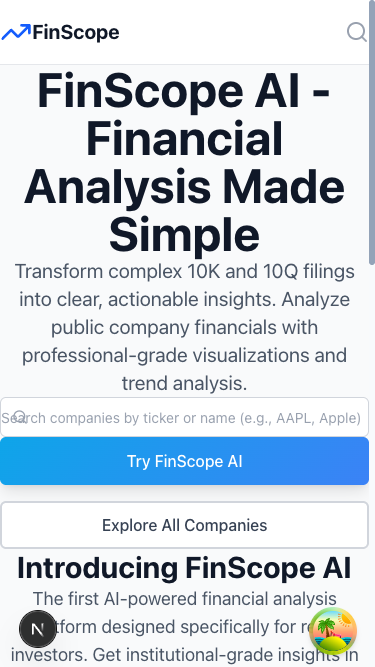 FinScope
FinScope AI -
Financial
Analysis Made
Simple
Transform complex 10K and 10Q filings
into clear, actionable insights. Analyze
public company financials with
professional-grade visualizations and
trend analysis.
Search companies by ticker or name (e.g., AAPL, Apple)
Try FinScope AI
Explore All Companies
Introducing FinScope AI
The first AI-powered financial analysis
tform designed specifically for re
investors. Get institutional-grade insights in
N